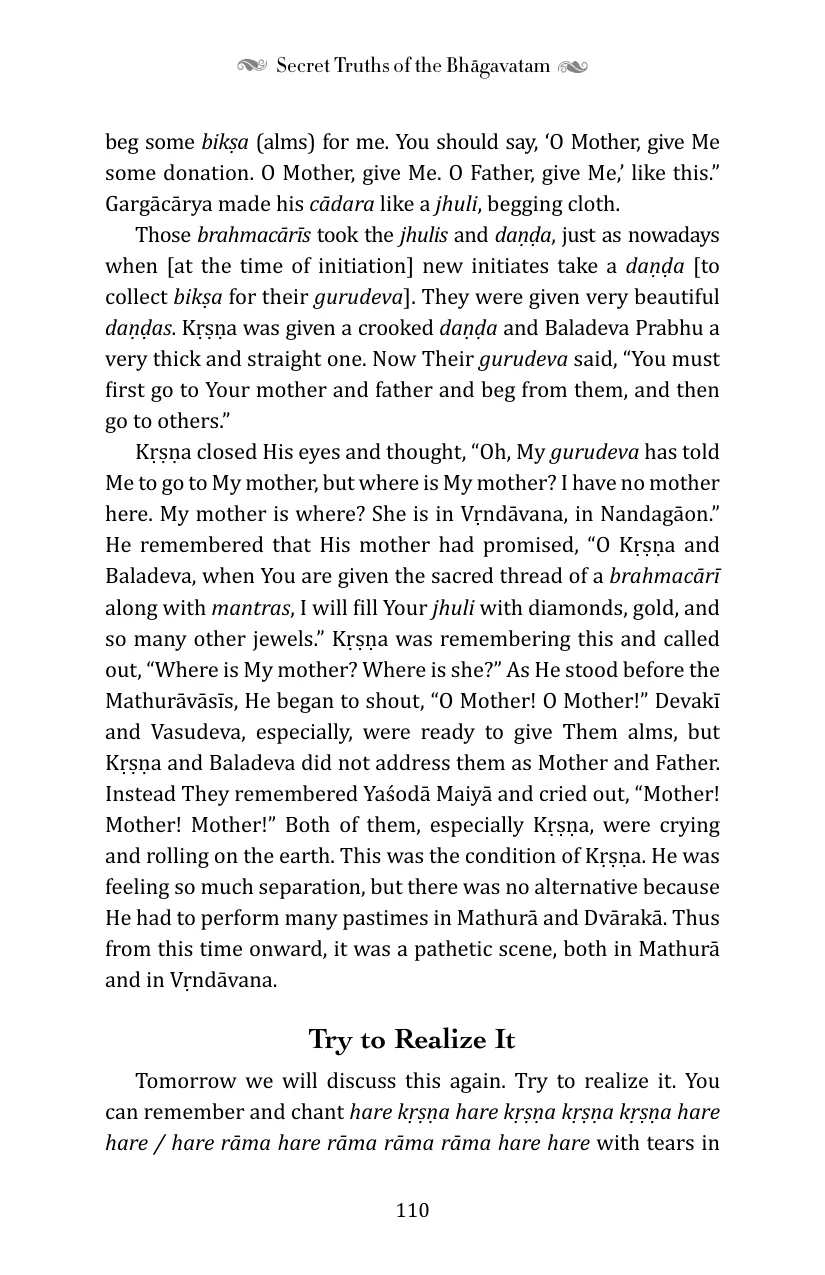 Secret Truths of the Bhāgavatam
beg some bikṣa (alms) for me. You should say, ‘O Mother, give Me
some donation. O Mother, give Me. O Father, give Me,’ like this.”
Gargācārya made his cādara like a jhuli, begging cloth.
Those brahmacārīs took the jhulis and daṇḍa, just as nowadays
when [at the time of initiation] new initiates take a daṇḍa [to
collect bikṣa for their gurudeva]. They were given very beautiful
daṇḍas. Kṛṣṇa was given a crooked daṇḍa and Baladeva Prabhu a
very thick and straight one. Now Their gurudeva said, “You must
first go to Your mother and father and beg from them, and then
go to others.”
Kṛṣṇa closed His eyes and thought, “Oh, My gurudeva has told
Me to go to My mother, but where is My mother? I have no mother
here. My mother is where? She is in Vṛndāvana, in Nandagāon.”
He remembered that His mother had promised, “O Kṛṣṇa and
Baladeva, when You are given the sacred thread of a brahmacārī
along with mantras, I will fill Your jhuli with diamonds, gold, and
so many other jewels.” Kṛṣṇa was remembering this and called
out, “Where is My mother? Where is she?” As He stood before the
Mathurāvāsīs, He began to shout, “O Mother! O Mother!” Devakī
and Vasudeva, especially, were ready to give Them alms, but
Kṛṣṇa and Baladeva did not address them as Mother and Father.
Instead They remembered Yaśodā Maiyā and cried out, “Mother!
Mother! Mother!” Both of them, especially Kṛṣṇa, were crying
and rolling on the earth. This was the condition of Kṛṣṇa. He was
feeling so much separation, but there was no alternative because
He had to perform many pastimes in Mathurā and Dvārakā. Thus
from this time onward, it was a pathetic scene, both in Mathurā
and in Vṛndāvana.
Try to Realize It
Tomorrow we will discuss this again. Try to realize it. You
can remember and chant hare kṛṣṇa hare kṛṣṇa kṛṣṇa kṛṣṇa hare
hare / hare rāma hare rāma rāma rāma hare hare with tears in
110